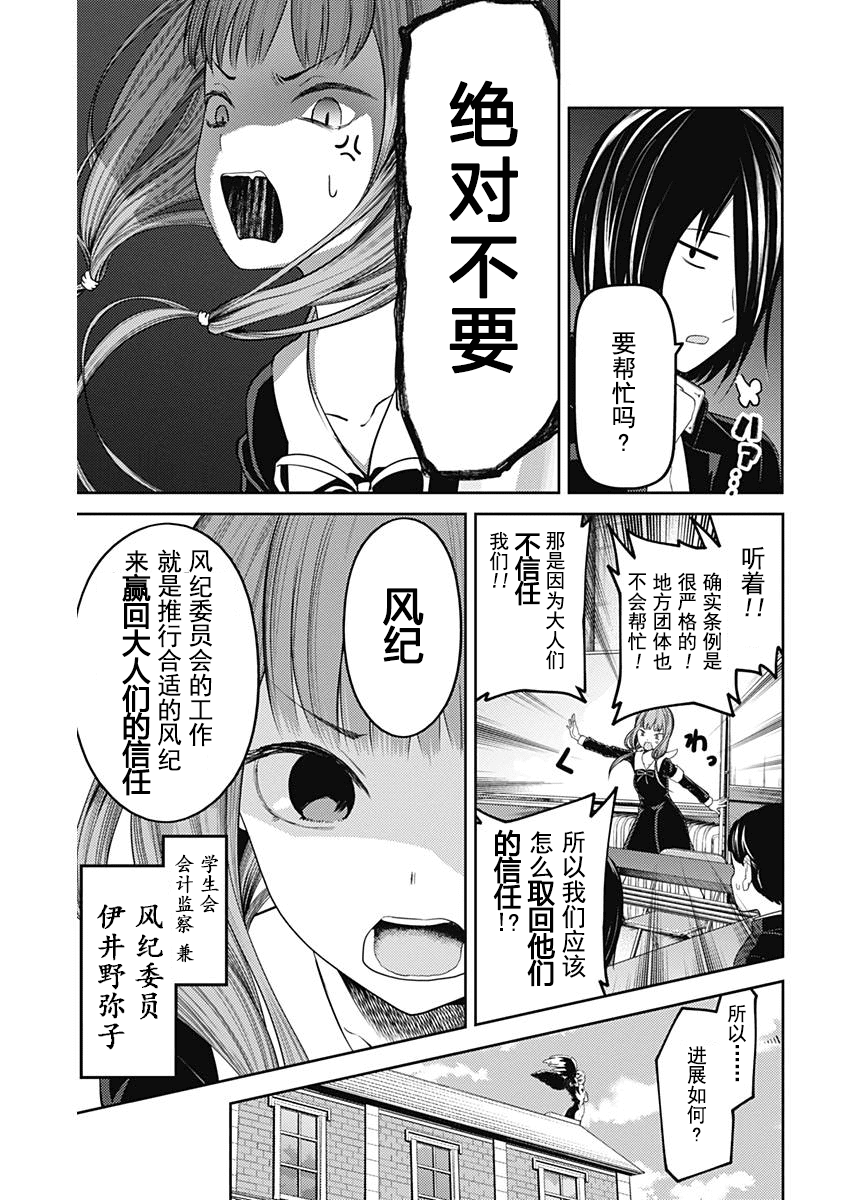 要帮忙吗?
ハ?…
绝对不要
听着!!
确实条例是
很严格的!
地方团体也
不会帮忙!
那是因为大人们
不信任
我们!!
わっ
く
所以我们应该
怎么取回他们
的信任!?
风纪
风纪委员会的工作
就是推行合适的风纪
来赢回大人们的信任
学生会
会计监察 兼
风纪委员
伊井野弥子
所以……
进展如何?